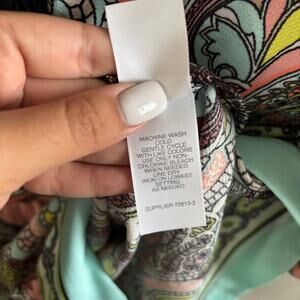 MACHINE WASH
COLD
GENTLE CYCLE
WITH LIKE COLORS
USE ONLY NON-
CHLORINE BLEACH
WHEN NEEDED
LINE DRY
IRON ON LOWEST
SETTING
AS NEEDED
SUPPLIER 72613-3